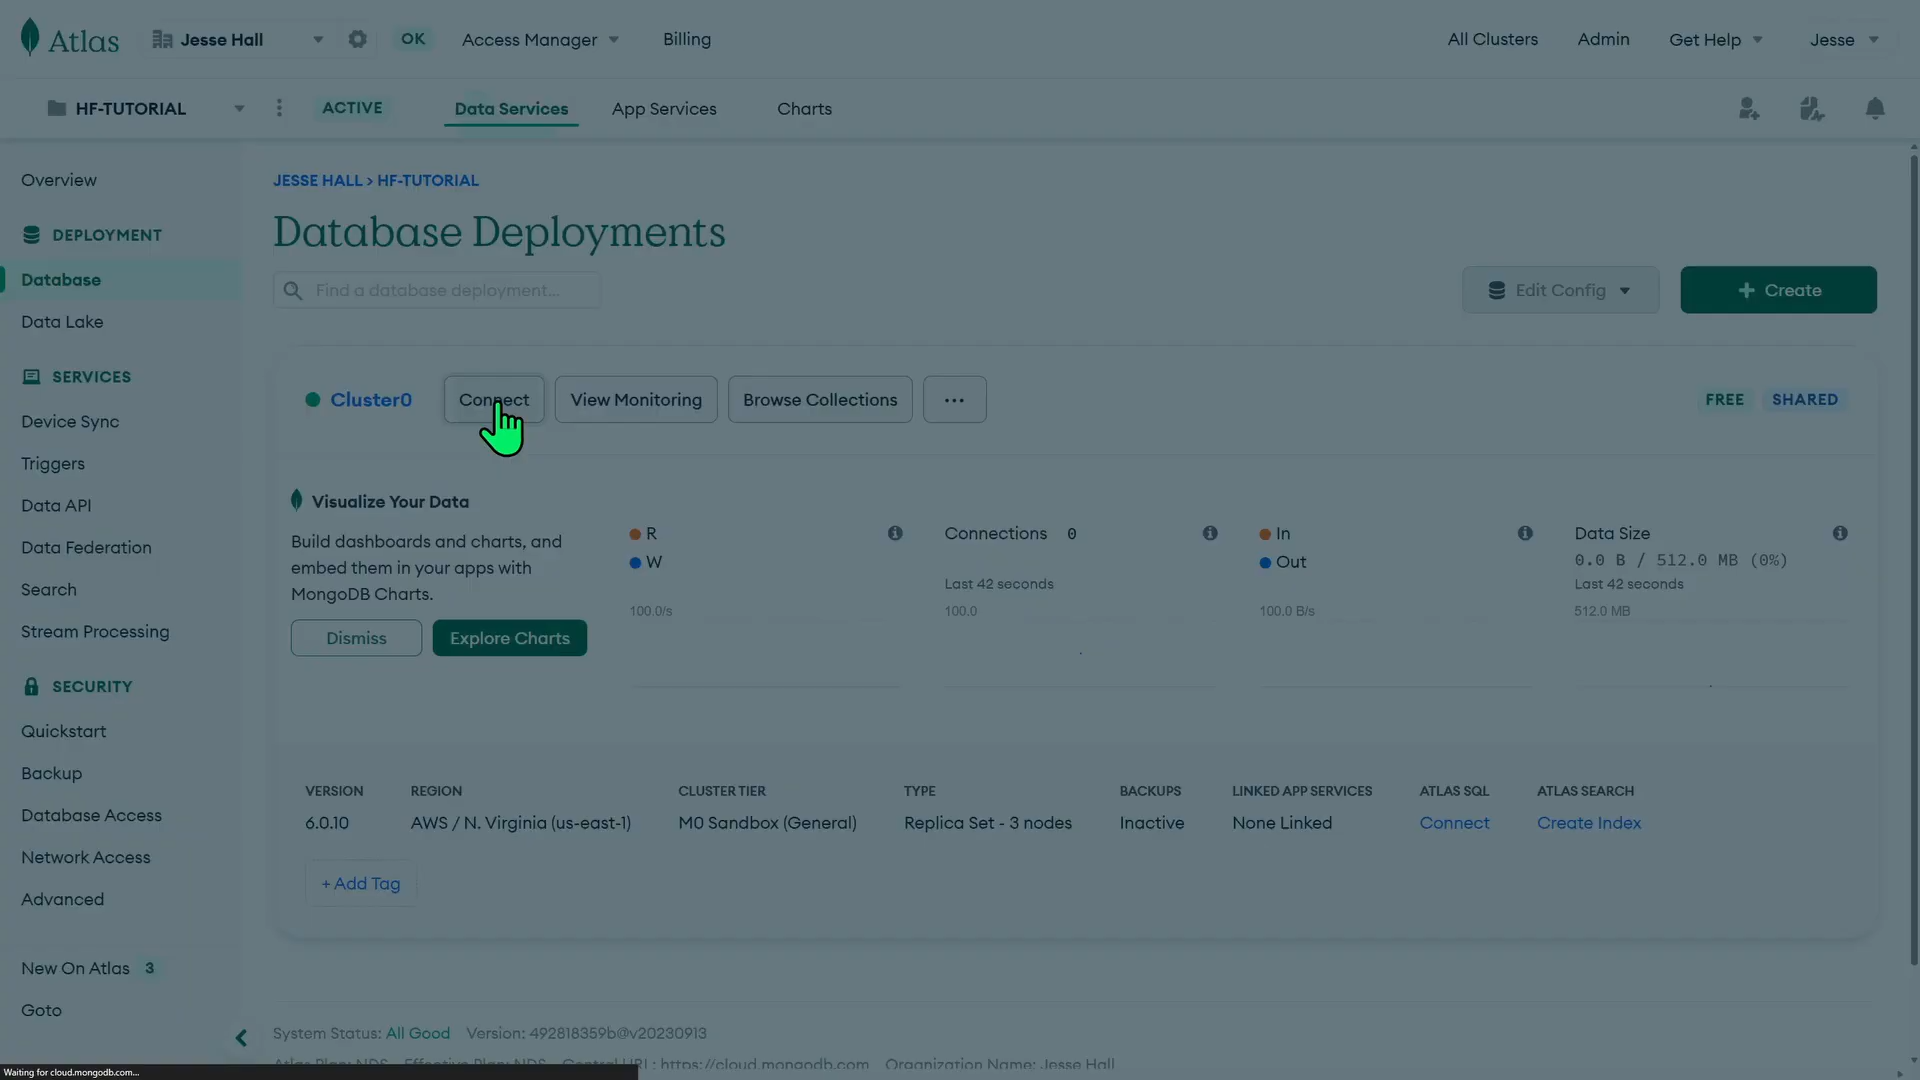 Atlas
Jesse Hall
OK
Access Manager
Billing
All Clusters
Admin
Get Help
Jesse
HF-TUTORIAL
ACTIVE
Data Services
App Services
Charts
Overview
DEPLOYMENT
Database
Data Lake
SERVICES
Device Sync
Triggers
Data API
Data Federation
Search
Stream Processing
SECURITY
Quickstart
Backup
Database Access
Network Access
Advanced
New On Atlas 3
Goto
JESSE HALL > HF-TUTORIAL
Database Deployments
Find a database deployment...
Edit Config
+ Create
Cluster0
Connect
View Monitoring
Browse Collections
...
FREE
SHARED
Visualize Your Data
Build dashboards and charts, and
embed them in your apps with
MongoDB Charts.
Dismiss
Explore Charts
R
W
100.0/s
Connections 0
Last 42 seconds
100.0
In
Out
100.0 B/s
Data Size
0.0 B / 512.0 MB (0%)
Last 42 seconds
512.0 MB
VERSION REGION CLUSTER TIER TYPE BACKUPS LINKED APP SERVICES ATLAS SQL ATLAS SEARCH
6.0.10 AWS / N. Virginia (us-east-1) M0 Sandbox (General) Replica Set - 3 nodes Inactive None Linked Connect Create Index
+ Add Tag
System Status: All Good Version: 492818359b@v20230913
Atlas Plan: NDS Effective Plan: NDS Central URL: https://cloud.mongodb.com Organization Name: Jesse Hall
Waiting for cloud.mongodb.com...